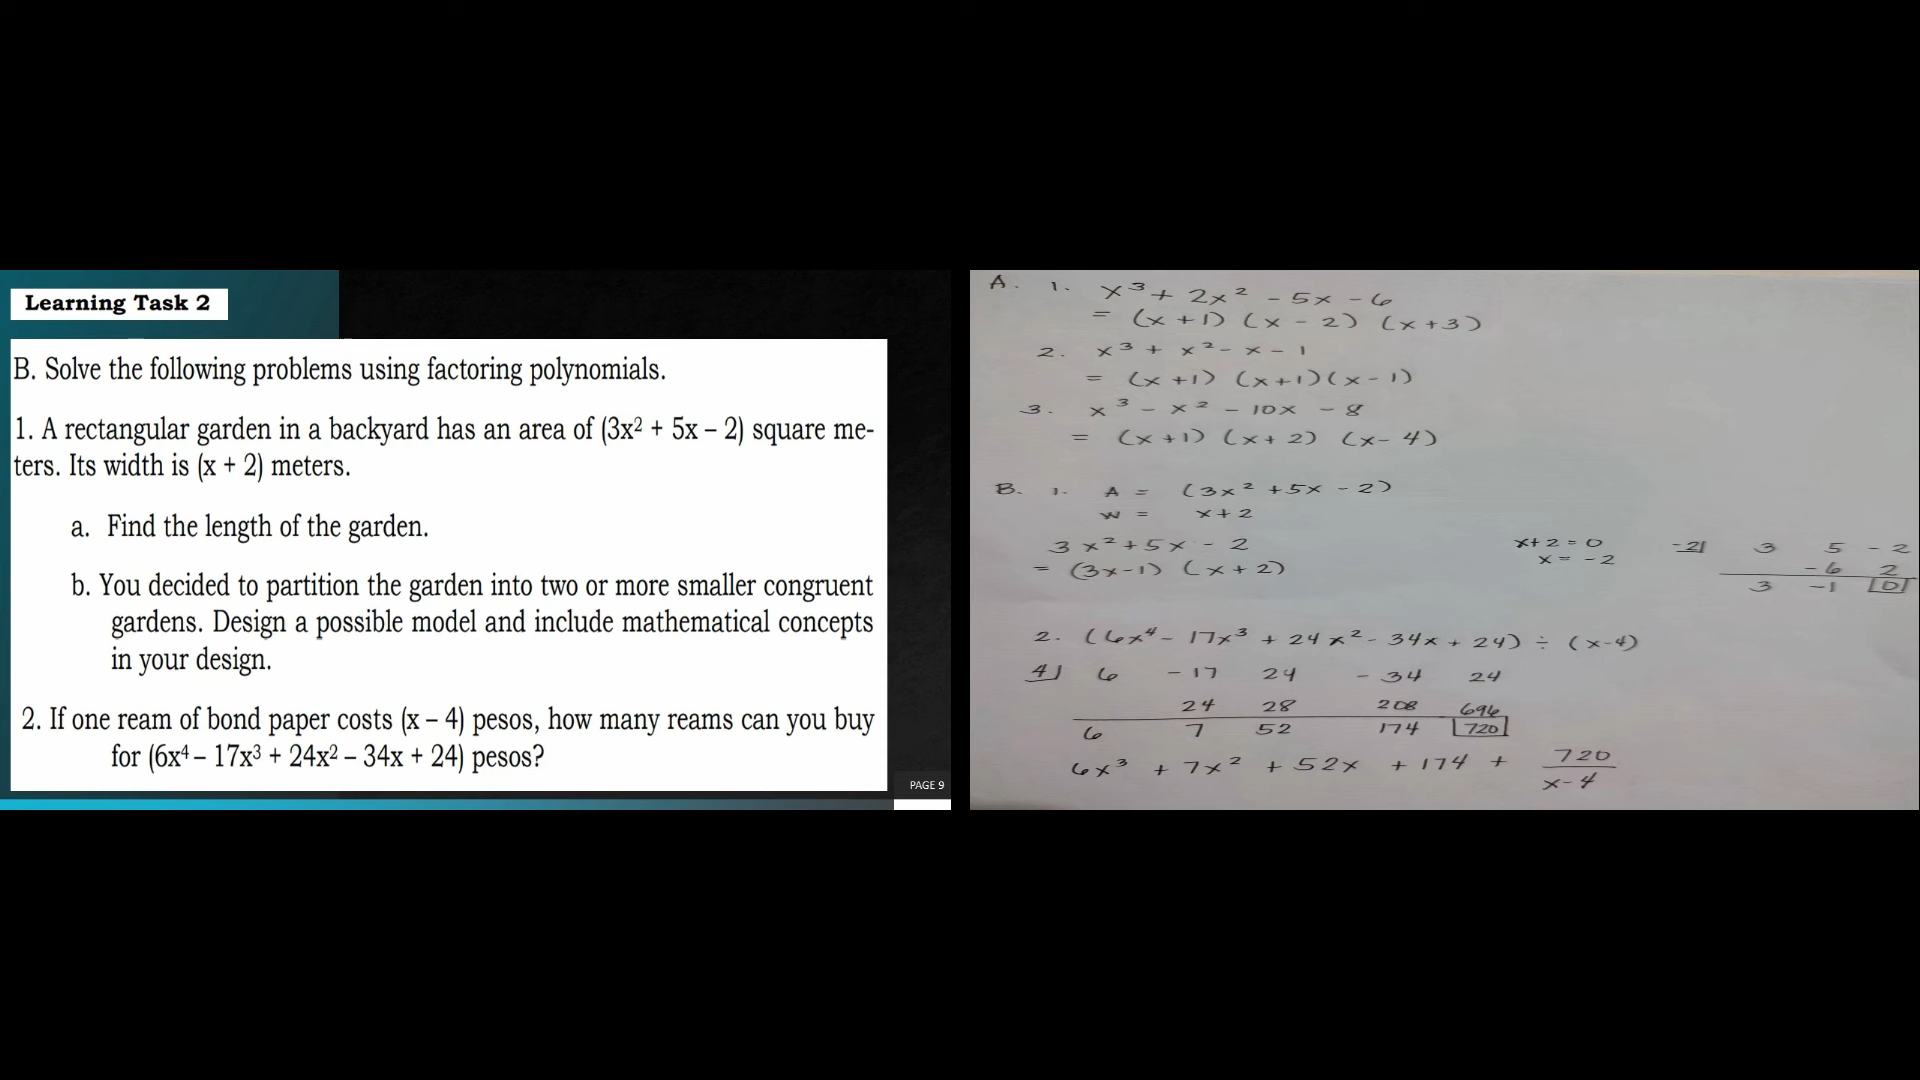 Learning Task 2
B. Solve the following problems using factoring polynomials.
1. A rectangular garden in a backyard has an area of (3x² + 5x – 2) square me-
ters. Its width is (x + 2) meters.
a. Find the length of the garden.
b. You decided to partition the garden into two or more smaller congruent
gardens. Design a possible model and include mathematical concepts
in your design.
2. If one ream of bond paper costs (x – 4) pesos, how many reams can you buy
for (6x⁴ – 17x³ + 24x² – 34x + 24) pesos?
PAGE 9
A. 1. x³ + 2x² - 5x - 6
= (x + 1) (x - 2) (x + 3)
2. x³ + x² - x - 1
= (x + 1) (x + 1) (x - 1)
3. x³ - x² - 10x - 8
= (x + 1) (x + 2) (x - 4)
B. 1. A = (3x² + 5x - 2)
W = x + 2
3x² + 5x - 2
= (3x - 1) (x + 2)
x + 2 = 0
x = -2
-2| 3 5 -2
-6 2
3 -1 0
2. (6x⁴ - 17x³ + 24x² - 34x + 24) ÷ (x - 4)
4| 6 -17 24 -34 24
24 28 208 696
6 7 52 174 720
6x³ + 7x² + 52x + 174 + 720
x - 4